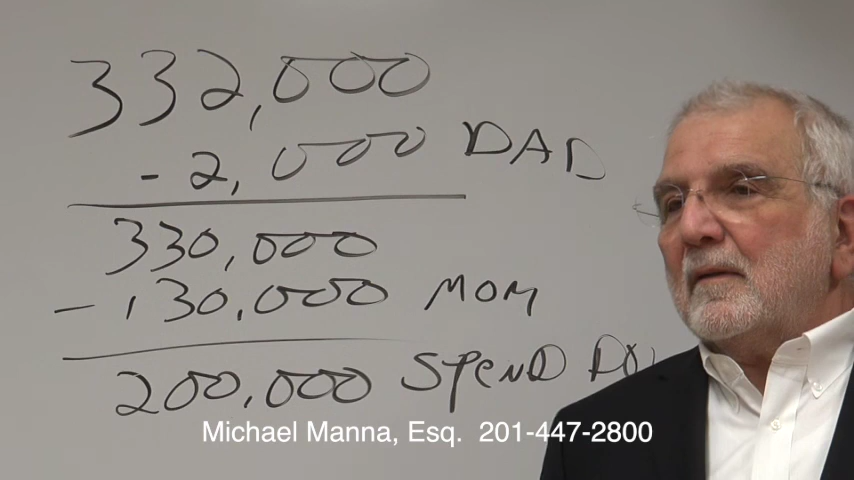 332,000
- 2,000 DAD
330,000
- 130,000 MOM
200,000 SPEND
Michael Manna, Esq. 201-447-2800